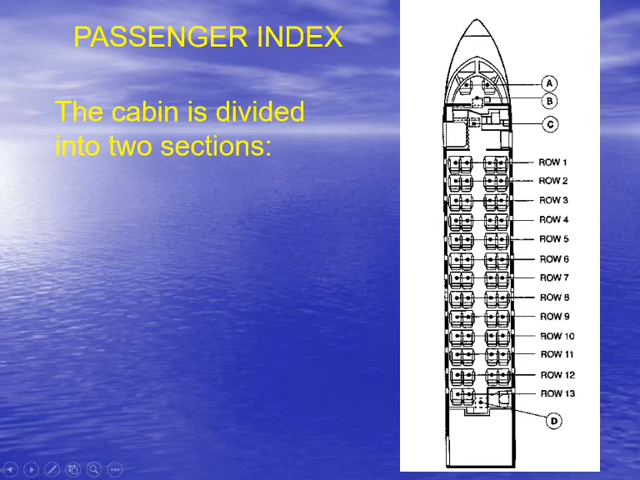 PASSENGER INDEX
The cabin is divided
into two sections:
A
B
C
ROW 1
ROW 2
ROW 3
ROW 4
ROW 5
ROW 6
ROW 7
ROW 8
ROW 9
ROW 10
ROW 11
ROW 12
ROW 13
D